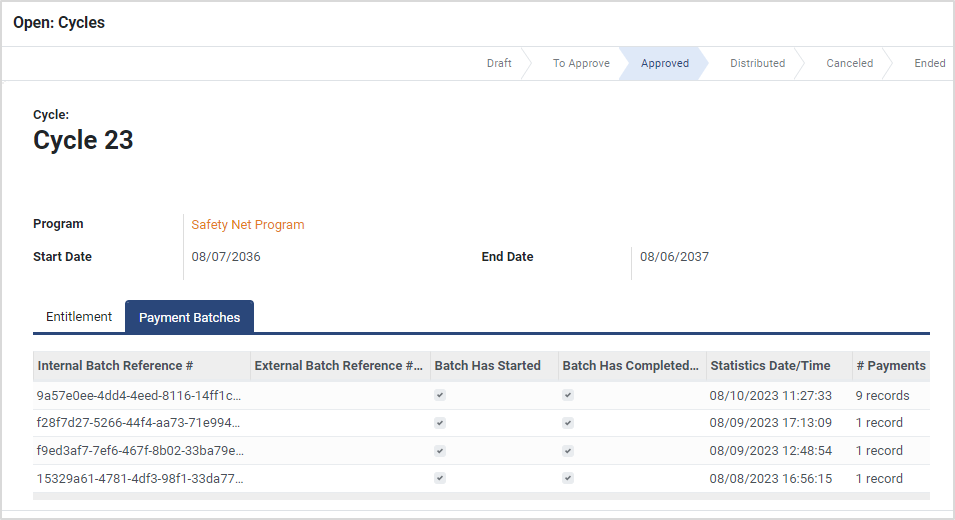 Open: Cycles
Draft To Approve Approved Distributed Canceled Ended
Cycle:
Cycle 23
Program Safety Net Program
Start Date 08/07/2036 End Date 08/06/2037
Entitlement Payment Batches
Internal Batch Reference # External Batch Reference #... Batch Has Started Batch Has Completed... Statistics Date/Time # Payments
9a57e0ee-4dd4-4eed-8116-14ff1c... 08/10/2023 11:27:33 9 records
f28f7d27-5266-44f4-aa73-71e994... 08/09/2023 17:13:09 1 record
f9ed3af7-7ef6-467f-8b02-33ba79e... 08/09/2023 12:48:54 1 record
15329a61-4781-4df3-98f1-33da77... 08/08/2023 16:56:15 1 record